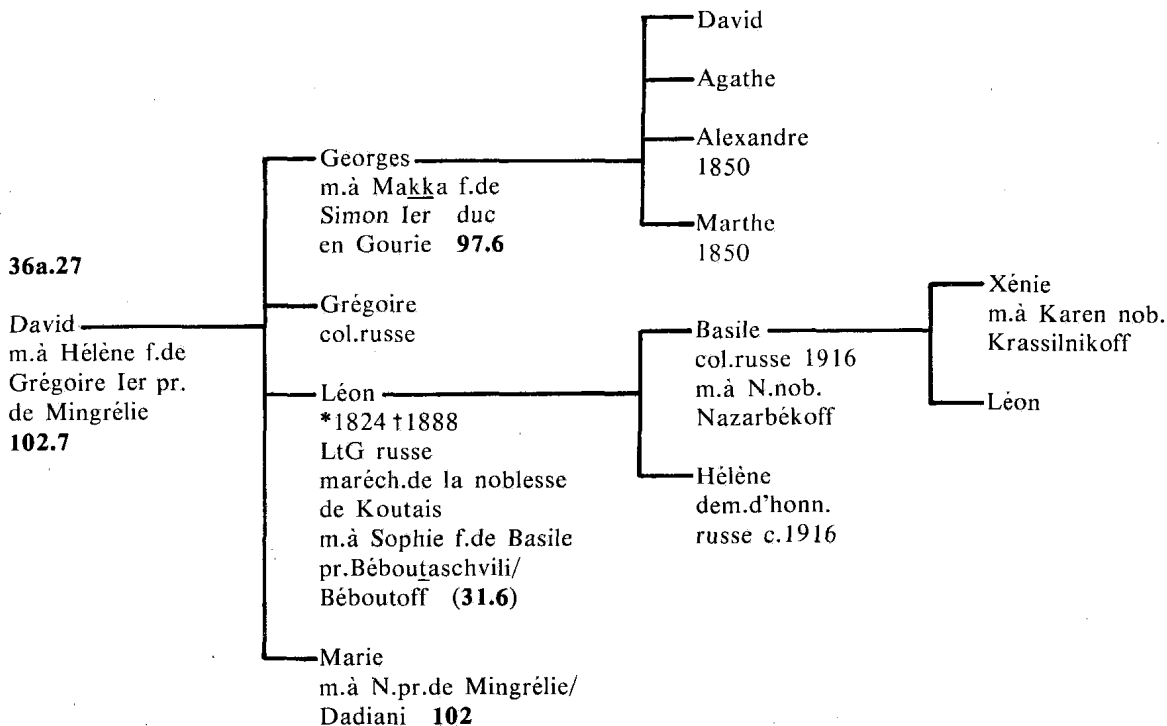 36a.27
David
m.à Hélène f.de
Grégoire Ier pr.
de Mingrélie
102.7
Georges
m.à Makka f.de
Simon Ier duc
en Gourie 97.6
Grégoire
col.russe
Léon
*1824 †1888
LtG russe
maréch.de la noblesse
de Koutais
m.à Sophie f.de Basile
pr.Béboutaschvili/
Béboutoff (31.6)
Marie
m.à N.pr.de Mingrélie/
Dadiani 102
David
Agathe
Alexandre
1850
Marthe
1850
Basile
col.russe 1916
m.à N.nob.
Nazarbékoff
Hélène
dem.d'honn.
russe c.1916
Xénie
m.à Karen nob.
Krassilnikoff
Léon